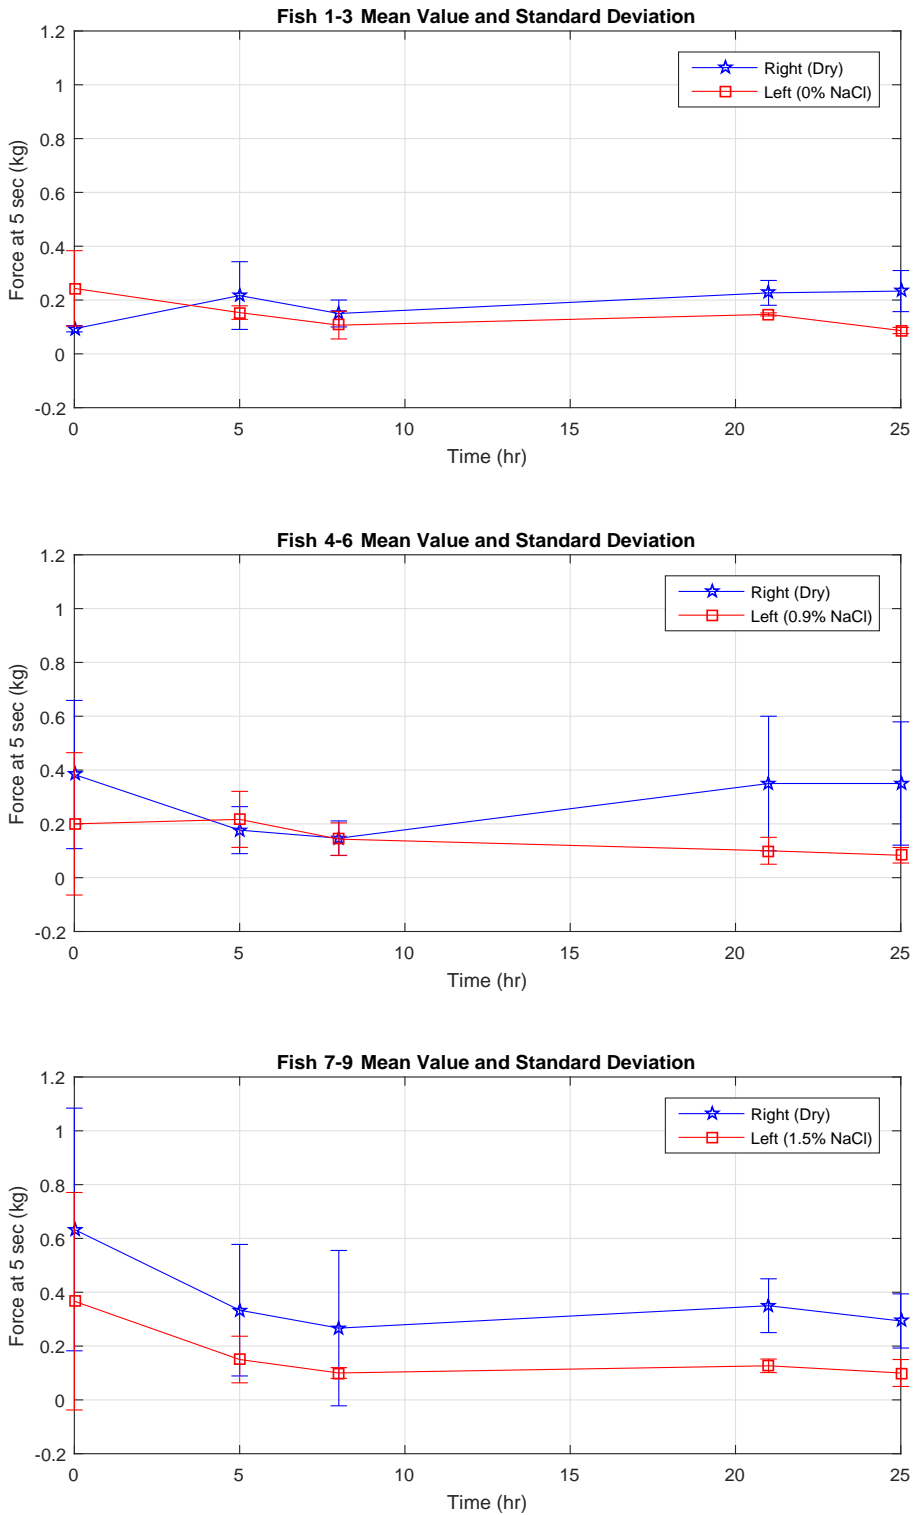 Fish 1-3 Mean Value and Standard Deviation
1.2
1
0.8
0.6
0.4
0.2
0
-0.2
Force at 5 sec (kg)
Right (Dry)
Left (0% NaCl)
0 5 10 15 20 25
Time (hr)
Fish 4-6 Mean Value and Standard Deviation
1.2
1
0.8
0.6
0.4
0.2
0
-0.2
Force at 5 sec (kg)
Right (Dry)
Left (0.9% NaCl)
0 5 10 15 20 25
Time (hr)
Fish 7-9 Mean Value and Standard Deviation
1.2
1
0.8
0.6
0.4
0.2
0
-0.2
Force at 5 sec (kg)
Right (Dry)
Left (1.5% NaCl)
0 5 10 15 20 25
Time (hr)